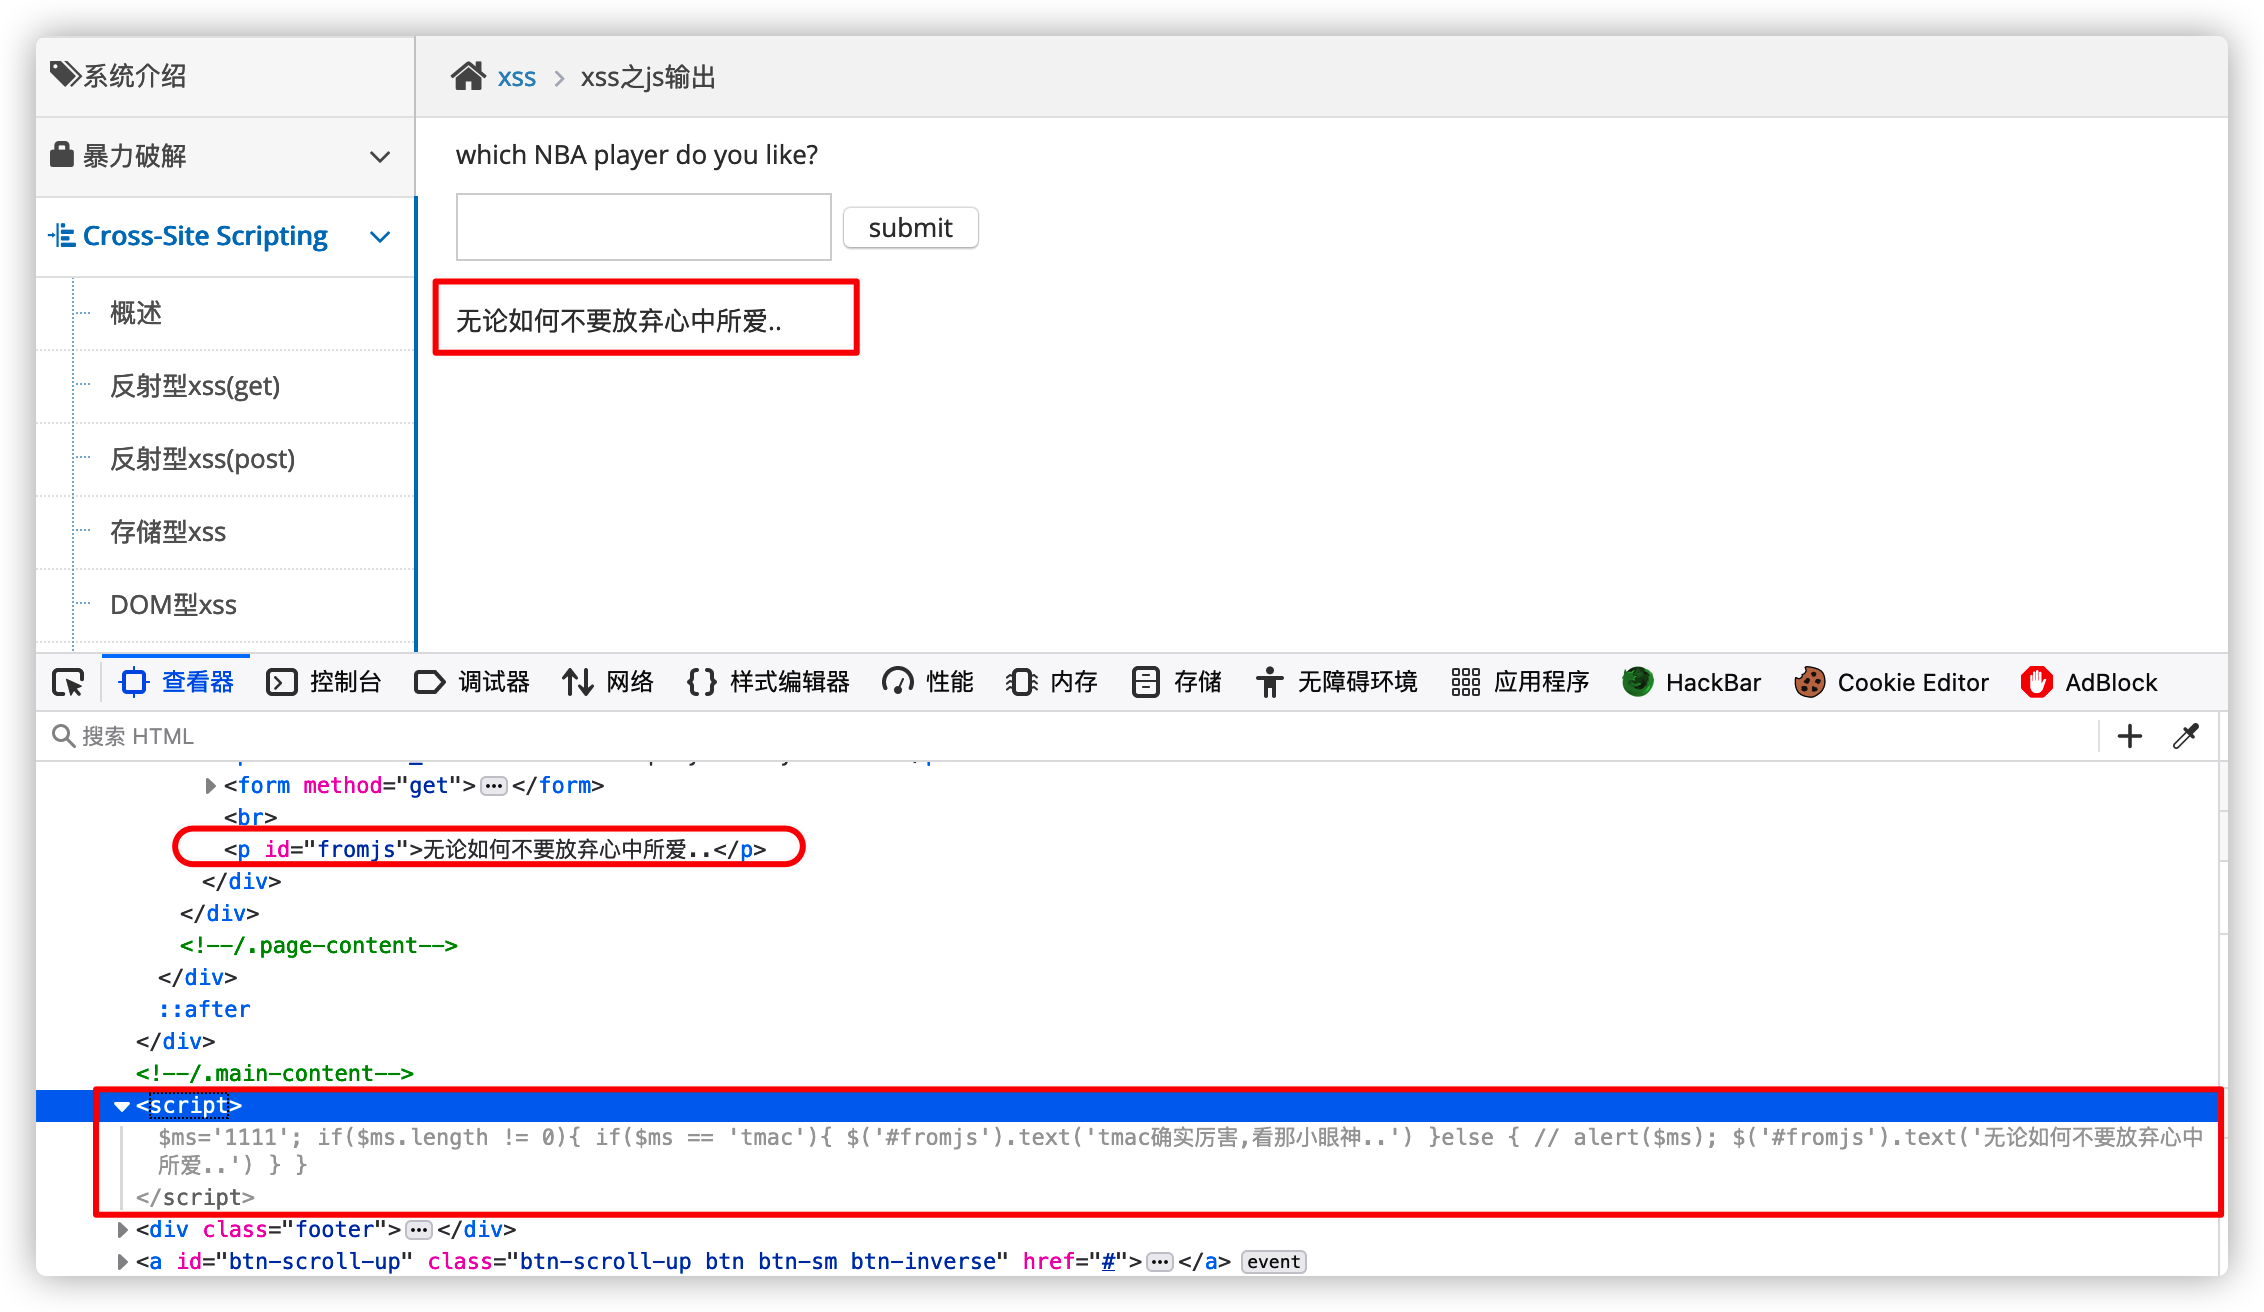 系统介绍
xss > xss之js输出
暴力破解
which NBA player do you like?
submit
Cross-Site Scripting
无论如何不要放弃心中所爱..
概述
反射型xss(get)
反射型xss(post)
存储型xss
DOM型xss
查看器 控制台 调试器 网络 样式编辑器 性能 内存 存储 无障碍环境 应用程序 HackBar Cookie Editor AdBlock
搜索 HTML
<form method="get">…</form>
<br>
<p id="fromjs">无论如何不要放弃心中所爱..</p>
</div>
</div>
<!--/.page-content-->
</div>
::after
</div>
<!--/.main-content-->
<script>
$ms='1111'; if($ms.length != 0){ if($ms == 'tmac'){ $('#fromjs').text('tmac确实厉害,看那小眼神..') }else { // alert($ms); $('#fromjs').text('无论如何不要放弃心中
所爱..') } }
</script>
<div class="footer">…</div>
<a id="btn-scroll-up" class="btn-scroll-up btn btn-sm btn-inverse" href="#">…</a> event